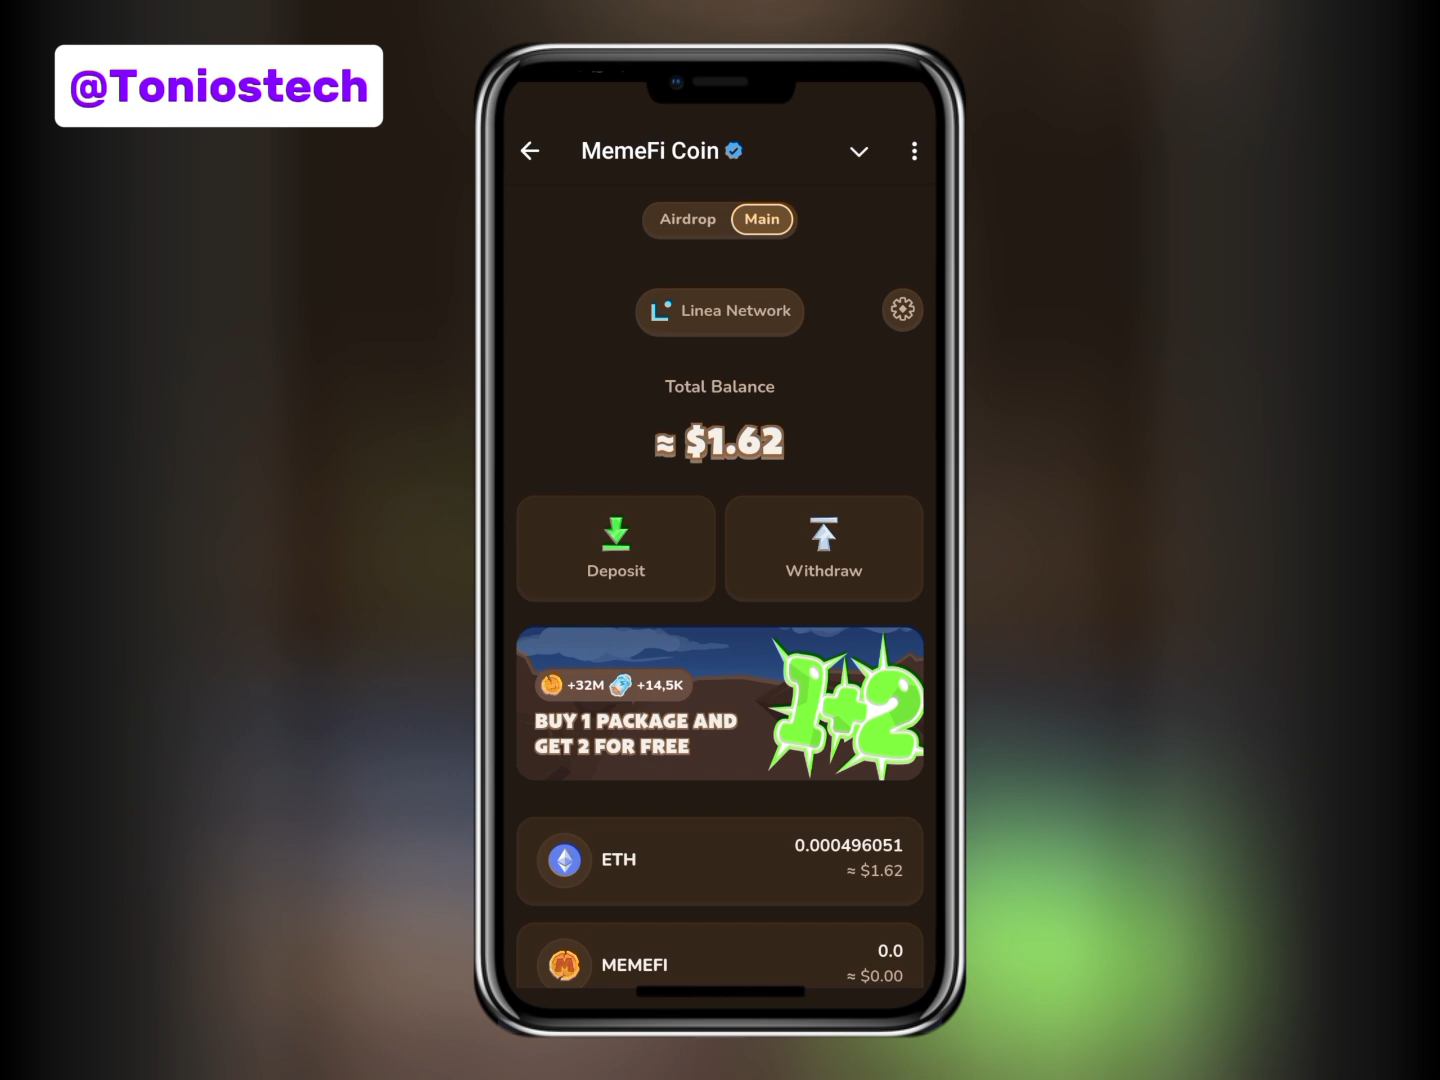 @Toniostech
MemeFi Coin
Airdrop Main
Linea Network
Total Balance
≈ $1.62
Deposit Withdraw
+32M +14,5K
BUY 1 PACKAGE AND
GET 2 FOR FREE
1+2
ETH 0.000496051
≈ $1.62
MEMEFI 0.0
≈ $0.00